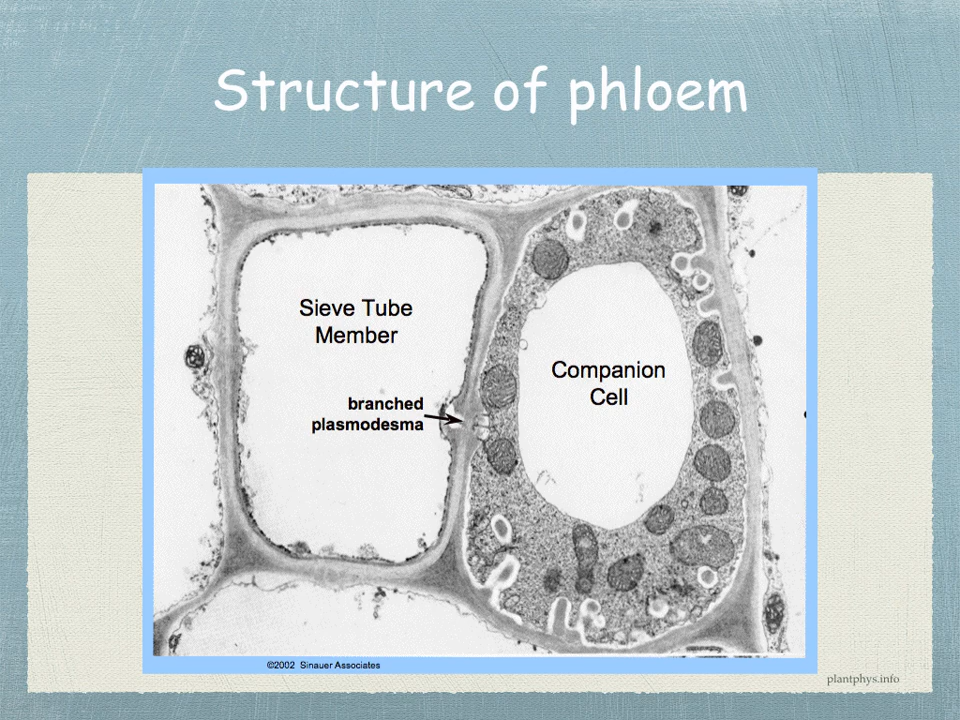 Structure of phloem
Sieve Tube
Member
Companion
Cell
branched
plasmodesma
©2002 Sinauer Associates
plantphys.info